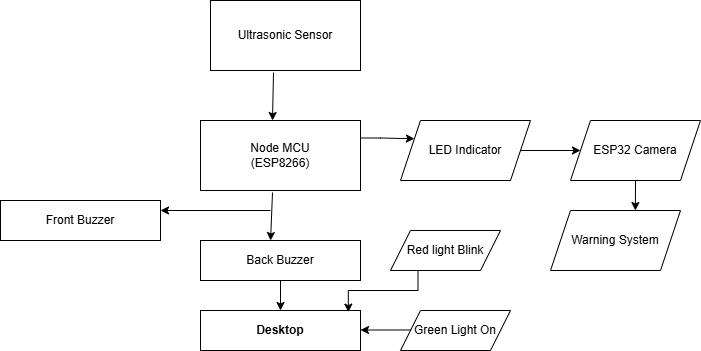 Ultrasonic Sensor
Node MCU
(ESP8266)
LED Indicator
ESP32 Camera
Front Buzzer
Warning System
Back Buzzer
Red light Blink
Desktop
Green Light On